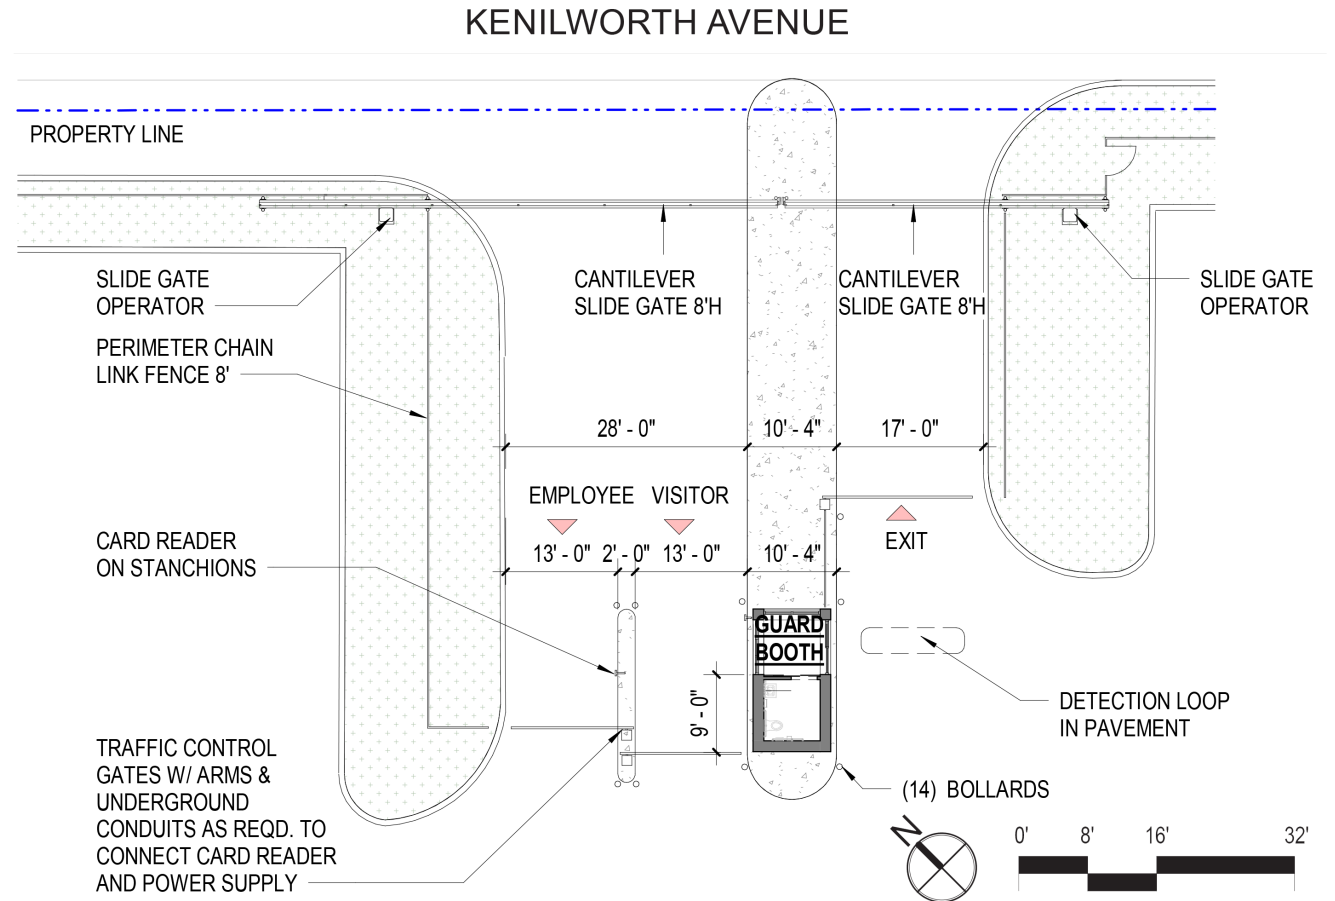 KENILWORTH AVENUE
PROPERTY LINE
SLIDE GATE
OPERATOR
CANTILEVER
SLIDE GATE 8'H
CANTILEVER
SLIDE GATE 8'H
SLIDE GATE
OPERATOR
PERIMETER CHAIN
LINK FENCE 8'
28' - 0"
10' - 4"
17' - 0"
EMPLOYEE
VISITOR
EXIT
13' - 0"
2' - 0"
13' - 0"
10' - 4"
CARD READER
ON STANCHIONS
GUARD
BOOTH
9' - 0"
DETECTION LOOP
IN PAVEMENT
TRAFFIC CONTROL
GATES W/ ARMS &
UNDERGROUND
CONDUITS AS REQD. TO
CONNECT CARD READER
AND POWER SUPPLY
(14) BOLLARDS
N
0' 8' 16' 32'